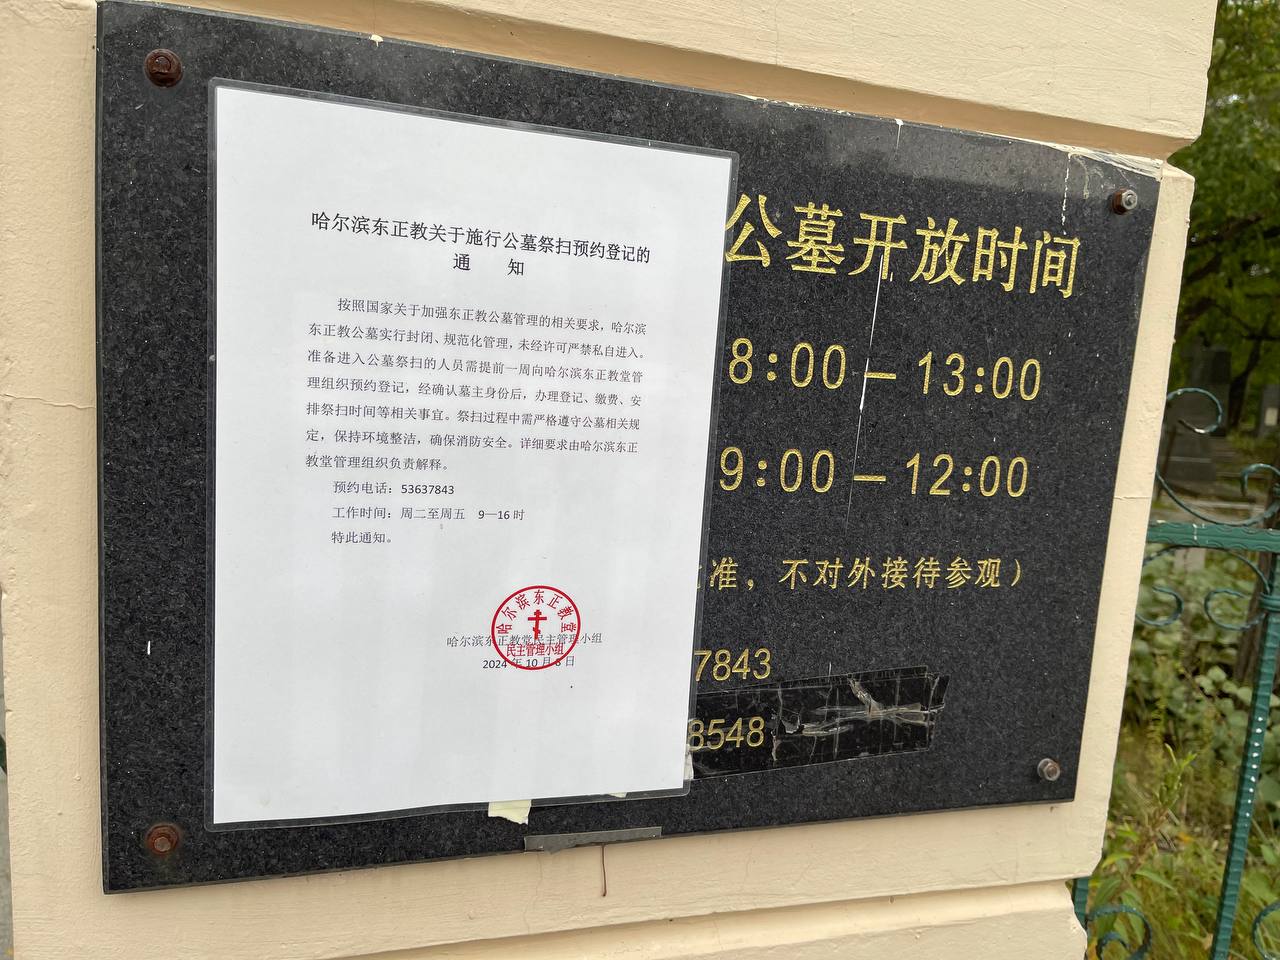 哈尔滨东正教关于施行公墓祭扫预约登记的
通 知
按照国家关于加强东正教公墓管理的相关要求，哈尔滨
东正教公墓实行封闭、规范化管理，未经许可严禁私自进入。
准备进入公墓祭扫的人员需提前一周向哈尔滨东正教堂管
理组织预约登记，经确认墓主身份后，办理登记、缴费、安
排祭扫时间等相关事宜。祭扫过程中需严格遵守公墓相关规
定，保持环境整洁，确保消防安全。详细要求由哈尔滨东正
教堂管理组织负责解释。
预约电话：53637843
工作时间：周二至周五 9—16 时
特此通知。
哈尔滨东正教堂民主管理小组
2024 年 10 月 8 日
哈尔滨东正教堂
民主管理小组
公墓开放时间
8:00 — 13:00
9:00 — 12:00
准，不对外接待参观）
7843
8548